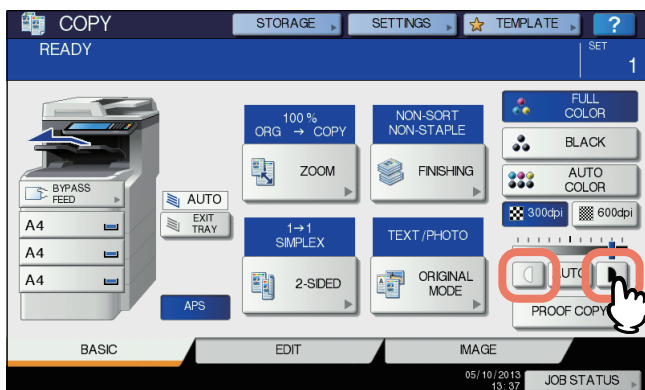 COPY
STORAGE
SETTINGS
TEMPLATE
?
READY
SET
1
100 %
ORG → COPY
ZOOM
NON-SORT
NON-STAPLE
FINISHING
FULL
COLOR
BLACK
AUTO
COLOR
300dpi
600dpi
BYPASS
FEED
AUTO
EXIT
TRAY
A4
A4
A4
APS
1→1
SIMPLEX
2-SIDED
TEXT/PHOTO
ORIGINAL
MODE
AUTO
PROOF COPY
BASIC
EDIT
IMAGE
05/10/2013
13:37
JOB STATUS